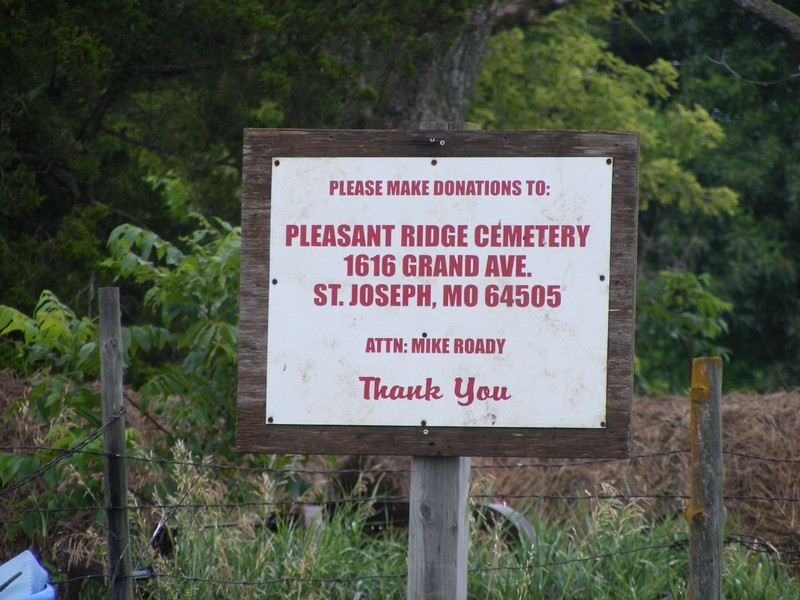 PLEASE MAKE DONATIONS TO:
PLEASANT RIDGE CEMETERY
1616 GRAND AVE.
ST. JOSEPH, MO 64505
ATTN: MIKE ROADY
Thank You